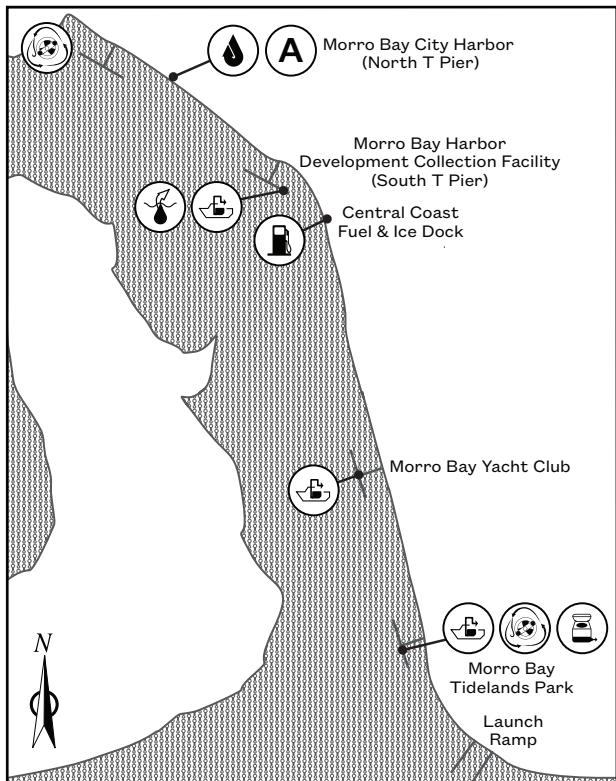 A
Morro Bay City Harbor
(North T Pier)
Morro Bay Harbor
Development Collection Facility
(South T Pier)
Central Coast
Fuel & Ice Dock
Morro Bay Yacht Club
Morro Bay
Tidelands Park
Launch
Ramp
N